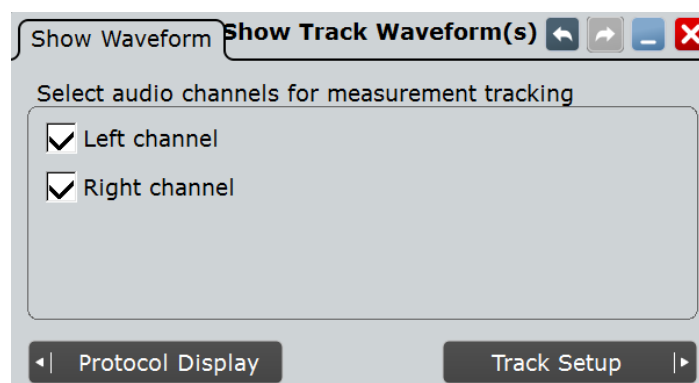 Show Waveform
Show Track Waveform(s)
Select audio channels for measurement tracking
Left channel
Right channel
Protocol Display
Track Setup